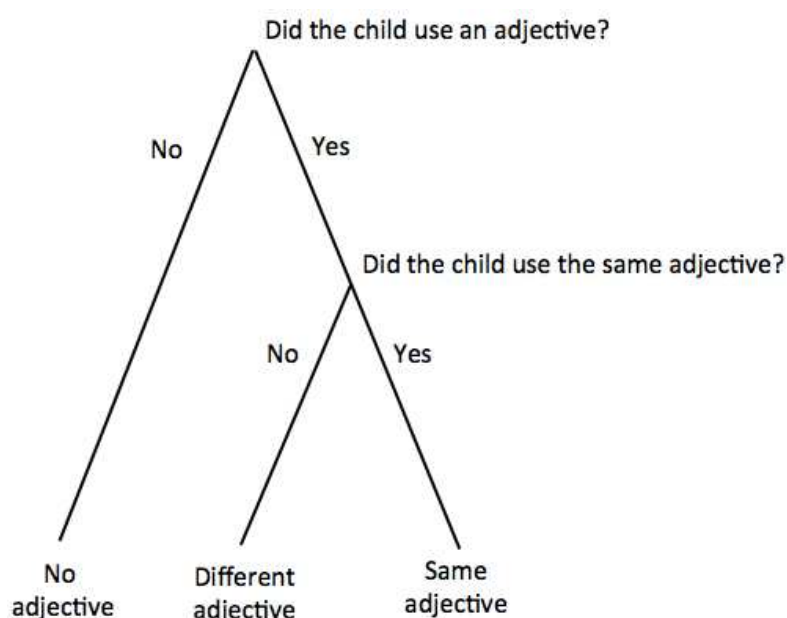 Did the child use an adjective?
No
Yes
Did the child use the same adjective?
No
Yes
No
adjective
Different
adjective
Same
adjective